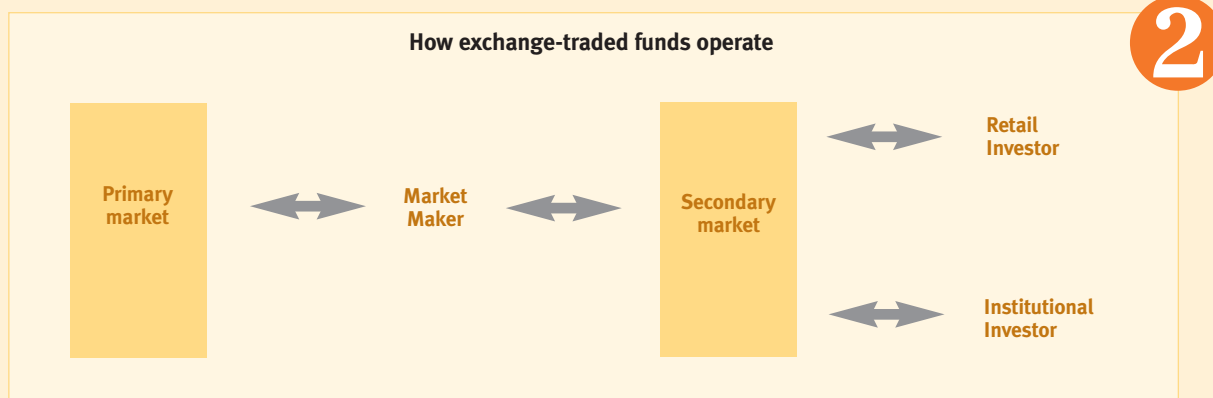 How exchange-traded funds operate
2
Primary
market
Market
Maker
Secondary
market
Retail
Investor
Institutional
Investor